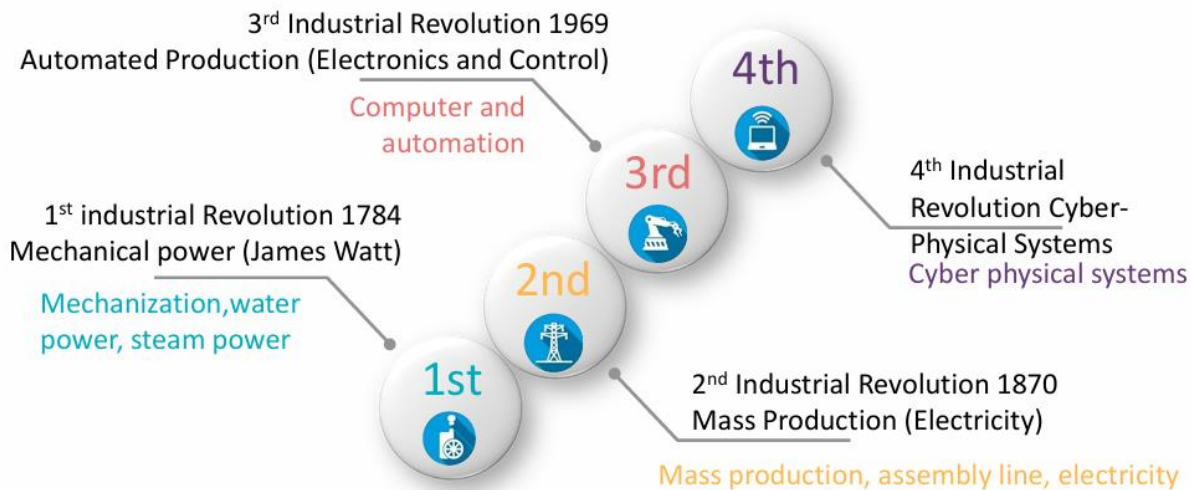 3rd Industrial Revolution 1969
Automated Production (Electronics and Control)
Computer and
automation
4th
3rd
4th Industrial
Revolution Cyber-
Physical Systems
Cyber physical systems
1st industrial Revolution 1784
Mechanical power (James Watt)
Mechanization,water
power, steam power
2nd
1st
2nd Industrial Revolution 1870
Mass Production (Electricity)
Mass production, assembly line, electricity